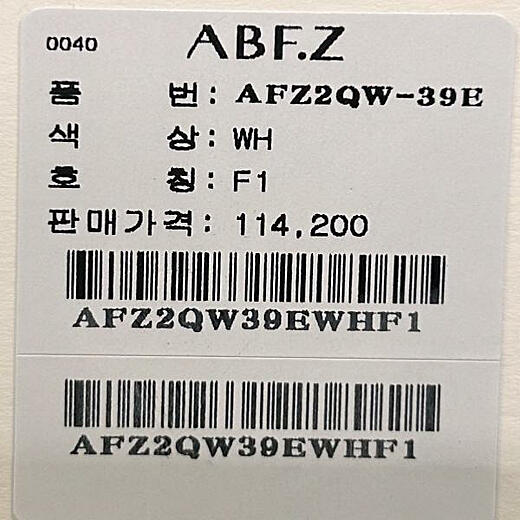 0040 ABF.Z
품 번: AFZ2QW-39E
색 상: WH
호 칭: F1
판매가격: 114,200
AFZ2QW39EWHF1
AFZ2QW39EWHF1